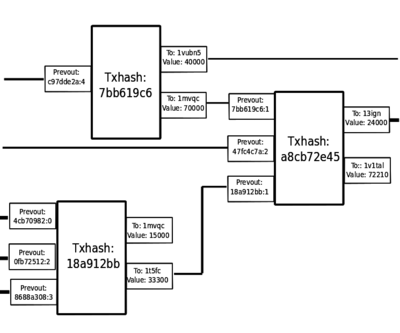 Prevout:
c97dde2a:4
Txhash:
7bb619c6
To: 1vubn5
Value: 40000
To: 1mvqc
Value: 70000
Prevout:
7bb619c6:1
Prevout:
47fc4c7a:2
Prevout:
18a912bb:1
Txhash:
a8cb72e45
To: 13ign
Value: 24000
To:: 1v1tal
Value: 72210
Prevout:
4cb70982:0
Prevout:
0fb72512:2
Prevout:
8688a308:3
Txhash:
18a912bb
To: 1mvqc
Value: 15000
To: 1t5fc
Value: 33300